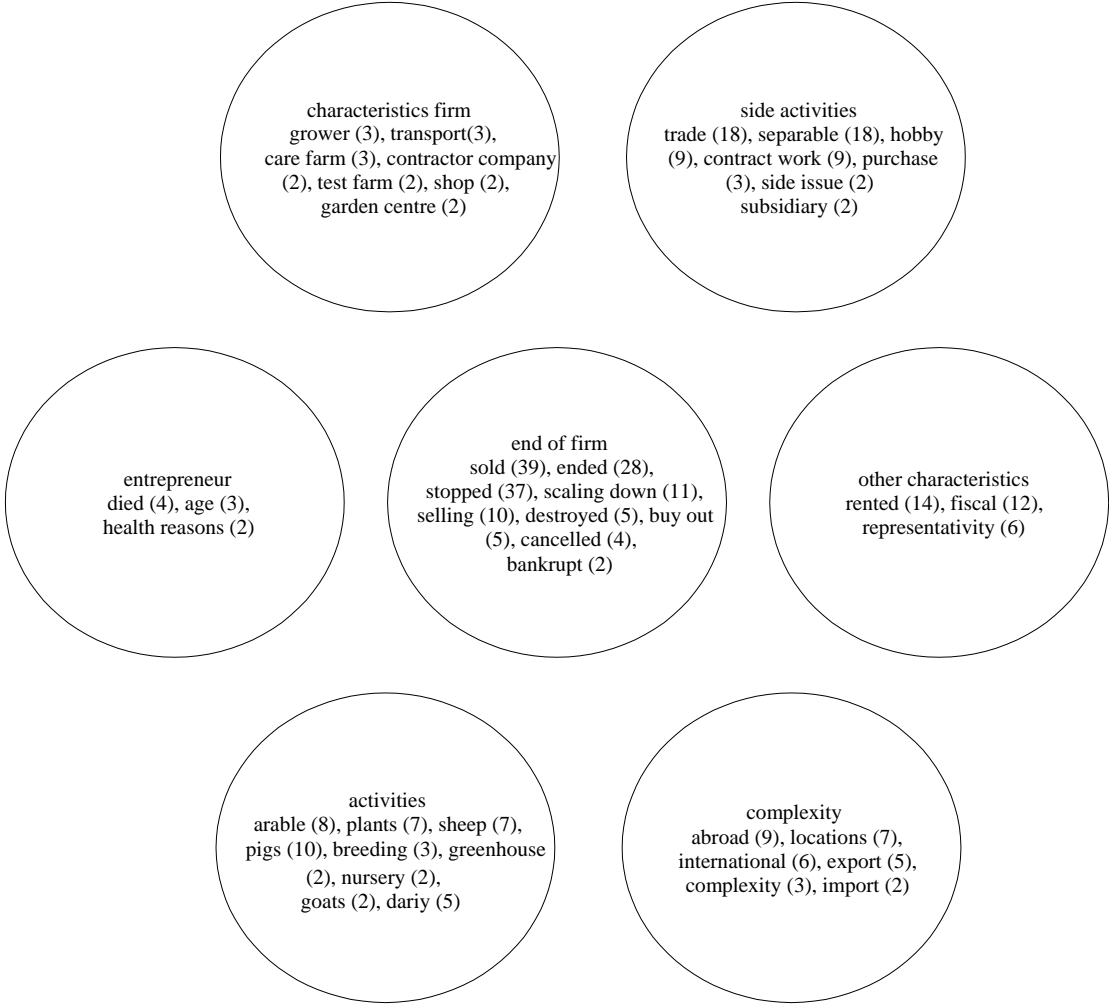 characteristics firm
grower (3), transport(3),
care farm (3), contractor company
(2), test farm (2), shop (2),
garden centre (2)
side activities
trade (18), separable (18), hobby
(9), contract work (9), purchase
(3), side issue (2)
subsidiary (2)
entrepreneur
died (4), age (3),
health reasons (2)
end of firm
sold (39), ended (28),
stopped (37), scaling down (11),
selling (10), destroyed (5), buy out
(5), cancelled (4),
bankrupt (2)
other characteristics
rented (14), fiscal (12),
representativity (6)
activities
arable (8), plants (7), sheep (7),
pigs (10), breeding (3), greenhouse
(2), nursery (2),
goats (2), dariy (5)
complexity
abroad (9), locations (7),
international (6), export (5),
complexity (3), import (2)